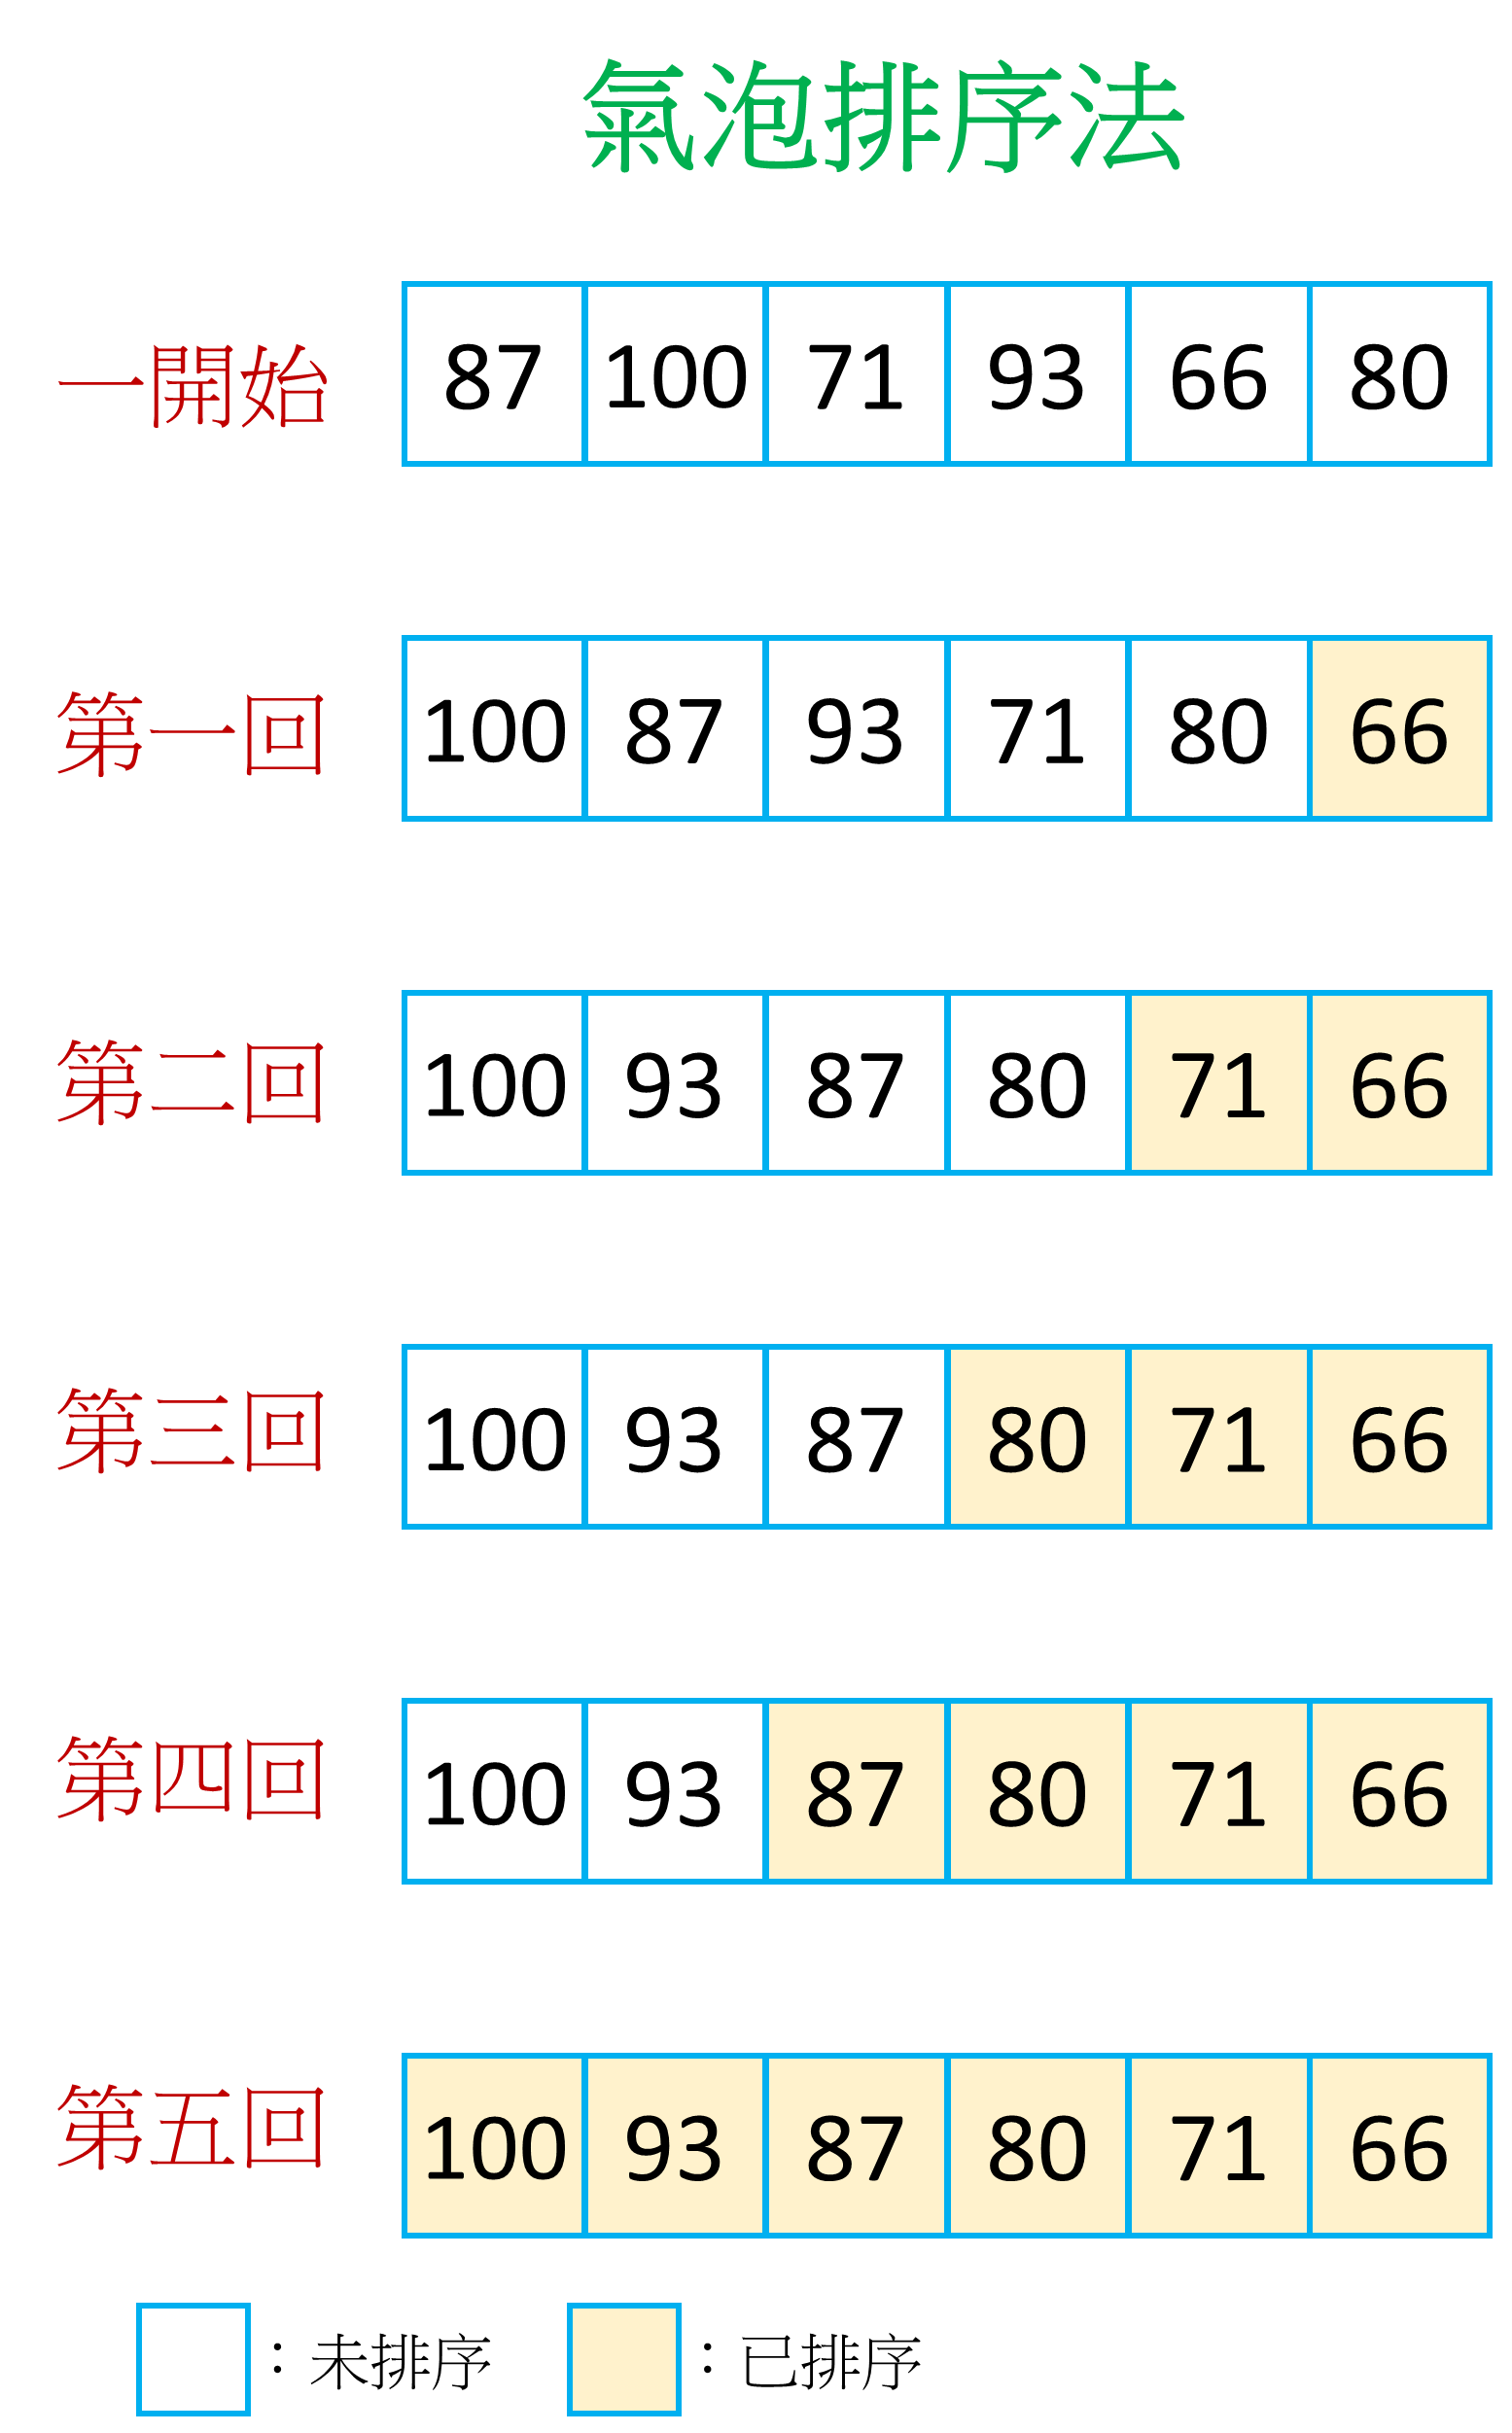 氣泡排序法
一開始 87 100 71 93 66 80
第一回 100 87 93 71 80 66
第二回 100 93 87 80 71 66
第三回 100 93 87 80 71 66
第四回 100 93 87 80 71 66
第五回 100 93 87 80 71 66
：未排序 ：已排序